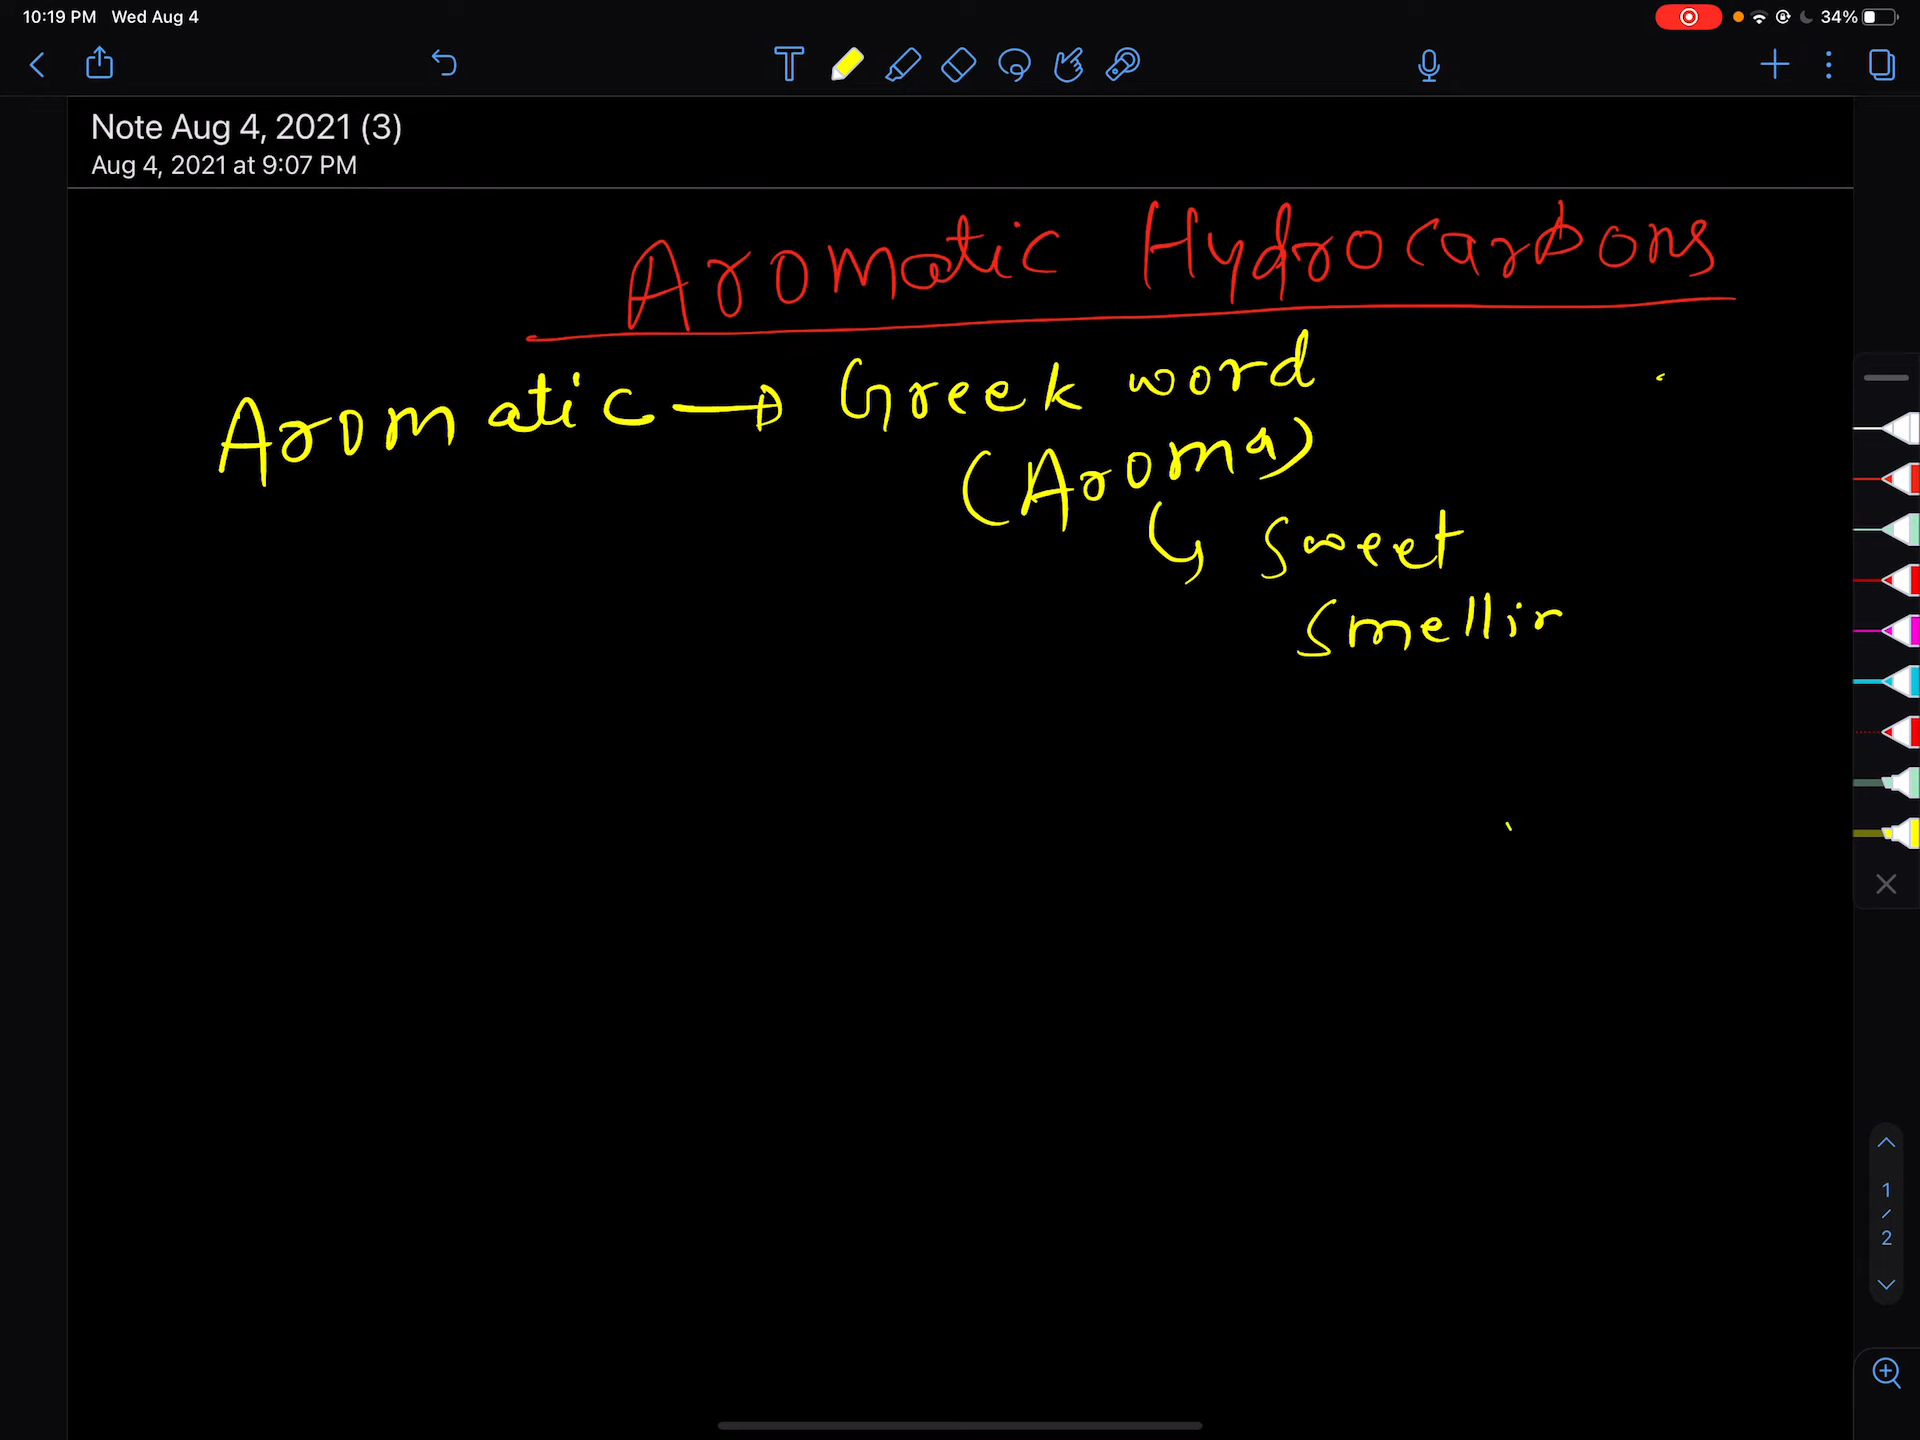 10:19 PM Wed Aug 4 34%
Note Aug 4, 2021 (3)
Aug 4, 2021 at 9:07 PM
Aromatic Hydrocarbons
Aromatic → Greek word
(Aroma)
↳ Sweet
Smellin
1
/
2